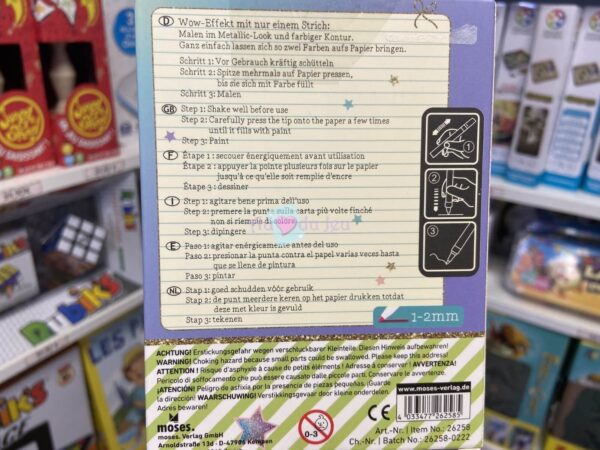 D Wow-Effekt mit nur einem Strich:
Malen im Metallic-Look und farbiger Kontur.
Ganz einfach lassen sich so zwei Farben aufs Papier bringen.
Schritt 1: Vor Gebrauch kräftig schütteln
Schritt 2: Spitze mehrmals auf Papier pressen,
bis sie sich mit Farbe füllt
Schritt 3: Malen
GB Step 1: Shake well before use
Step 2: Carefully press the tip onto the paper a few times
until it fills with paint
Step 3: Paint
F Étape 1 : secouer énergiquement avant utilisation
Étape 2 : appuyer la pointe plusieurs fois sur le papier
jusqu'à ce qu'elle soit remplie d'encre
Étape 3 : dessiner
I Step 1: agitare bene prima dell'uso
Step 2: premere la punta sulla carta più volte finché
non si riempie di colore
Step 3: dipingere
E Paso 1: agitar enérgicamente antes del uso
Paso 2: presionar la punta contra el papel varias veces hasta
que se llene de pintura
Paso 3: pintar
NL Stap 1: goed schudden vóór gebruik
Stap 2: de punt meerdere keren op het papier drukken totdat
deze met kleur is gevuld
Stap 3: tekenen
1
2
3
1-2mm
ACHTUNG! Erstickungsgefahr wegen verschluckbarer Kleinteile. Diesen Hinweis aufbewahren!
WARNING! Choking hazard because small parts could be swallowed. Please keep this address!
ATTENTION ! Risque d'asphyxie à cause de petits éléments ! Adresse à conserver ! AVVERTENZA!
Pericolo di soffocamento che può essere causato dalle piccole parti. Conservare le avvertenze.
¡ATENCIÓN! Peligro de asfixia por la presencia de piezas pequeñas. ¡Guarde
la dirección! WAARSCHUWING! Verstikkingsgevaar door kleine onderdelen.
Adres bewaren!
www.moses-verlag.de
4 033477 262585
moses.
moses. Verlag GmbH
Arnoldstraße 13d · D-47906 Kempen
0-3
CE
Art.-Nr. | Item No.: 26258
Ch.-Nr. | Batch No.: 26258-0222
Rubik's